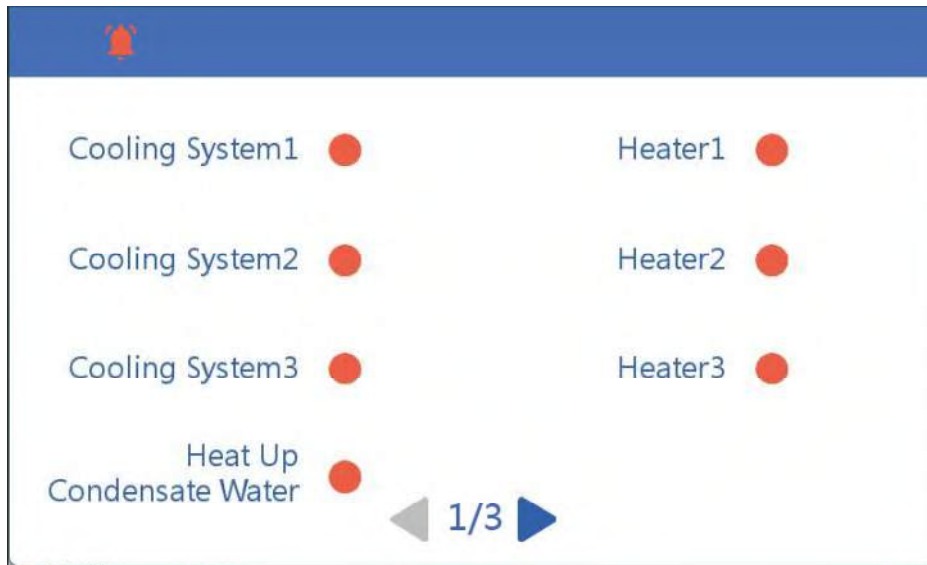 Cooling System1
Heater1
Cooling System2
Heater2
Cooling System3
Heater3
Heat Up
Condensate Water
1/3